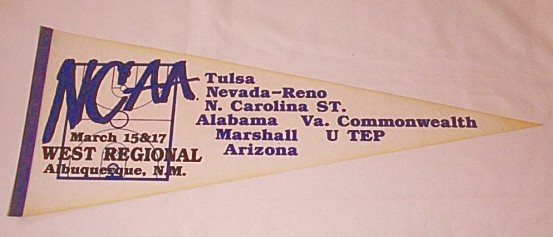 NCAA
March 15&17
WEST REGIONAL
Albuquerque, N.M.
Tulsa
Nevada-Reno
N. Carolina ST.
Alabama Va. Commonwealth
Marshall U TEP
Arizona